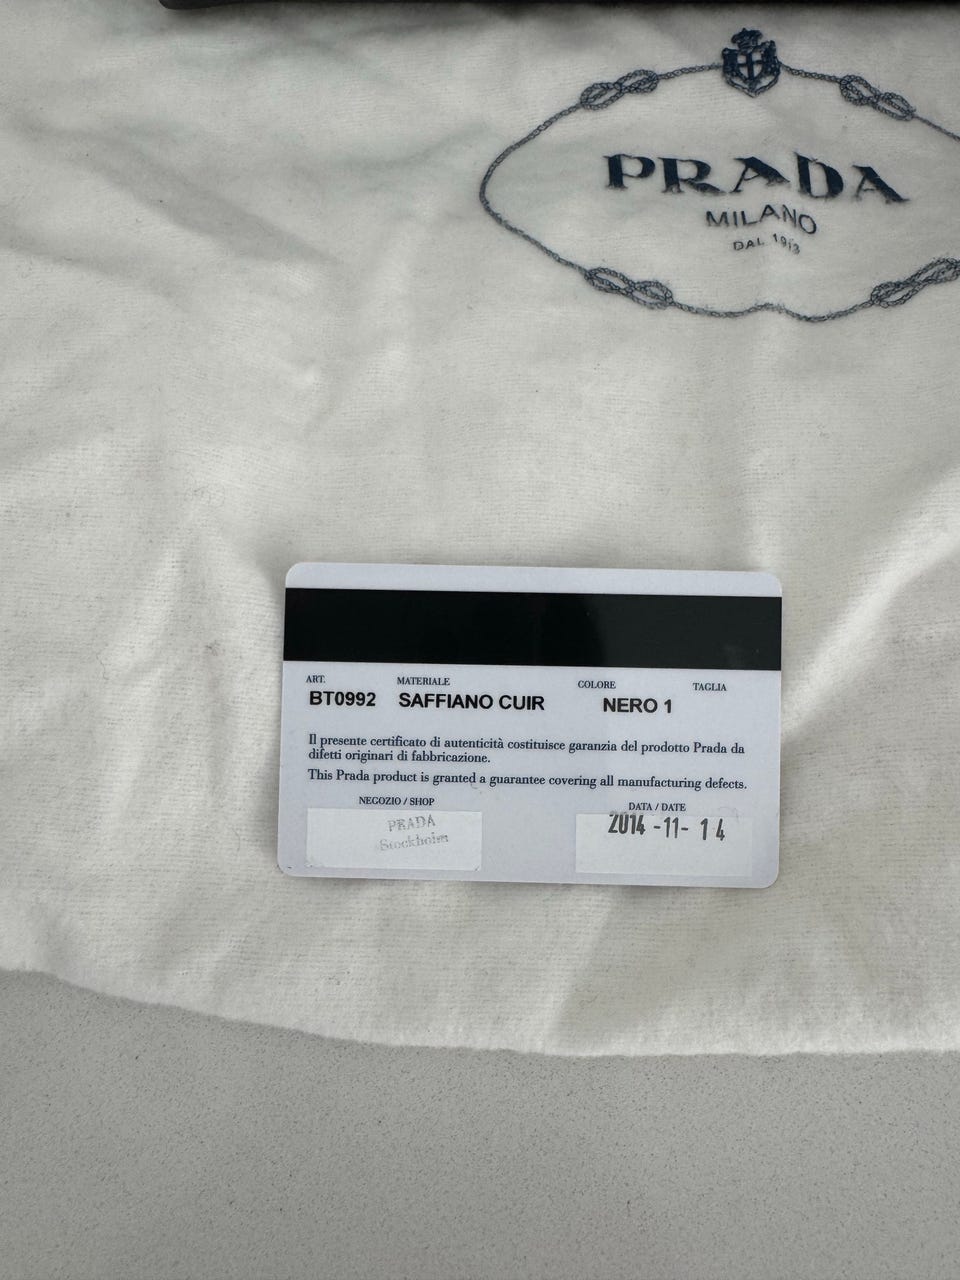 PRADA
MILANO
DAL 1913
ART. MATERIALE COLORE TAGLIA
BT0992 SAFFIANO CUIR NERO 1
Il presente certificato di autenticità costituisce garanzia del prodotto Prada da
difetti originari di fabbricazione.
This Prada product is granted a guarantee covering all manufacturing defects.
NEGOZIO / SHOP DATA / DATE
PRADA 2014 -11- 14
Stockholm